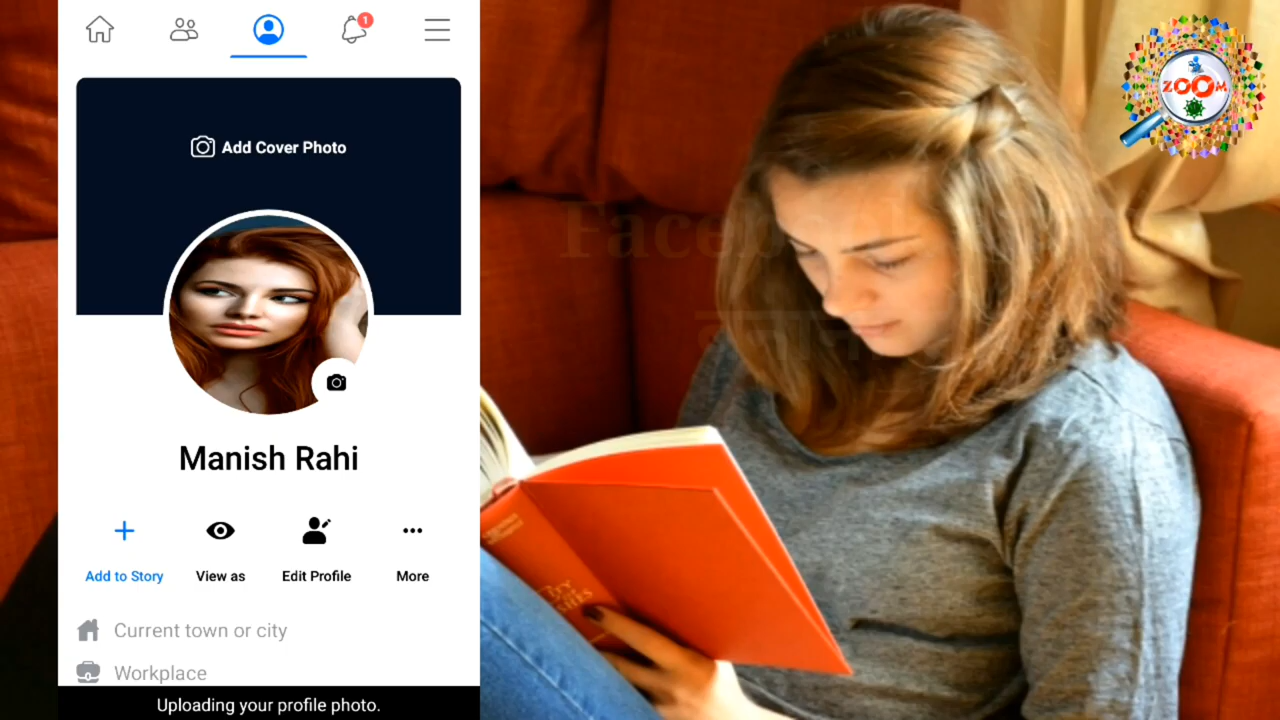 1
Add Cover Photo
Manish Rahi
Add to Story
View as
Edit Profile
More
Current town or city
Workplace
Uploading your profile photo.
ZOOM